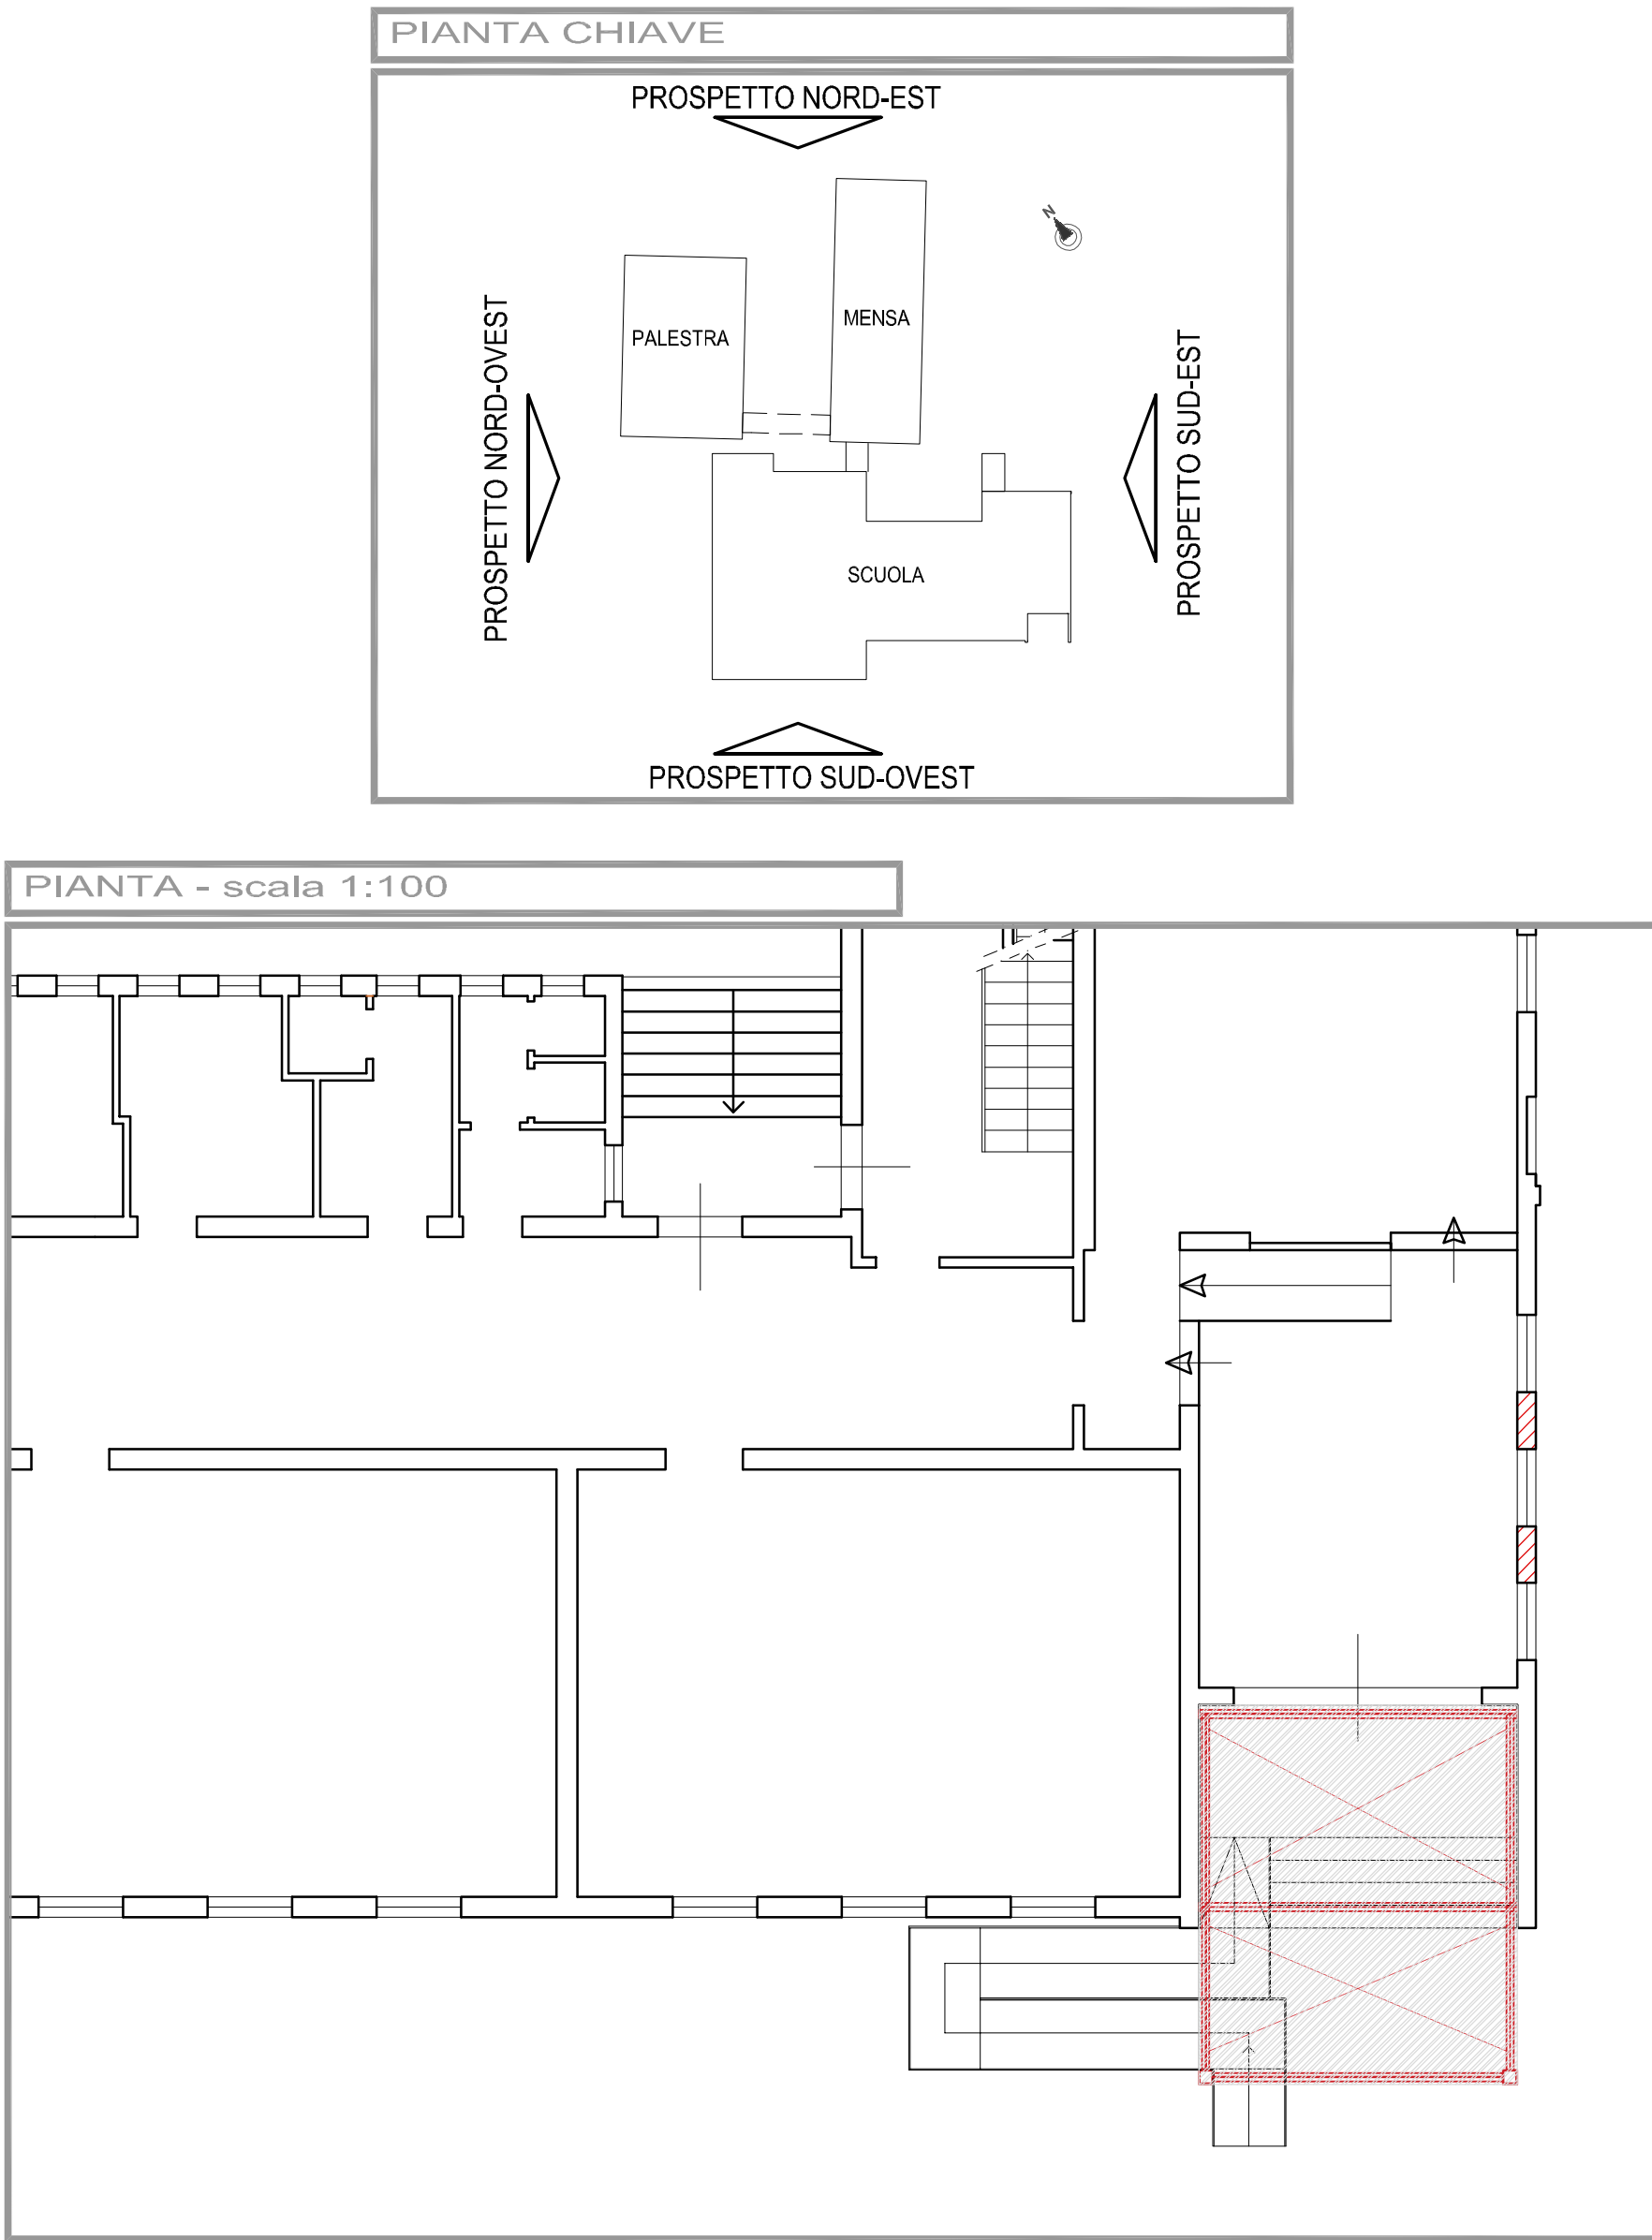 PIANTA CHIAVE
PROSPETTO NORD-EST
N
MENSA
PALESTRA
PROSPETTO NORD-OVEST
PROSPETTO SUD-EST
SCUOLA
PROSPETTO SUD-OVEST
PIANTA - scala 1:100